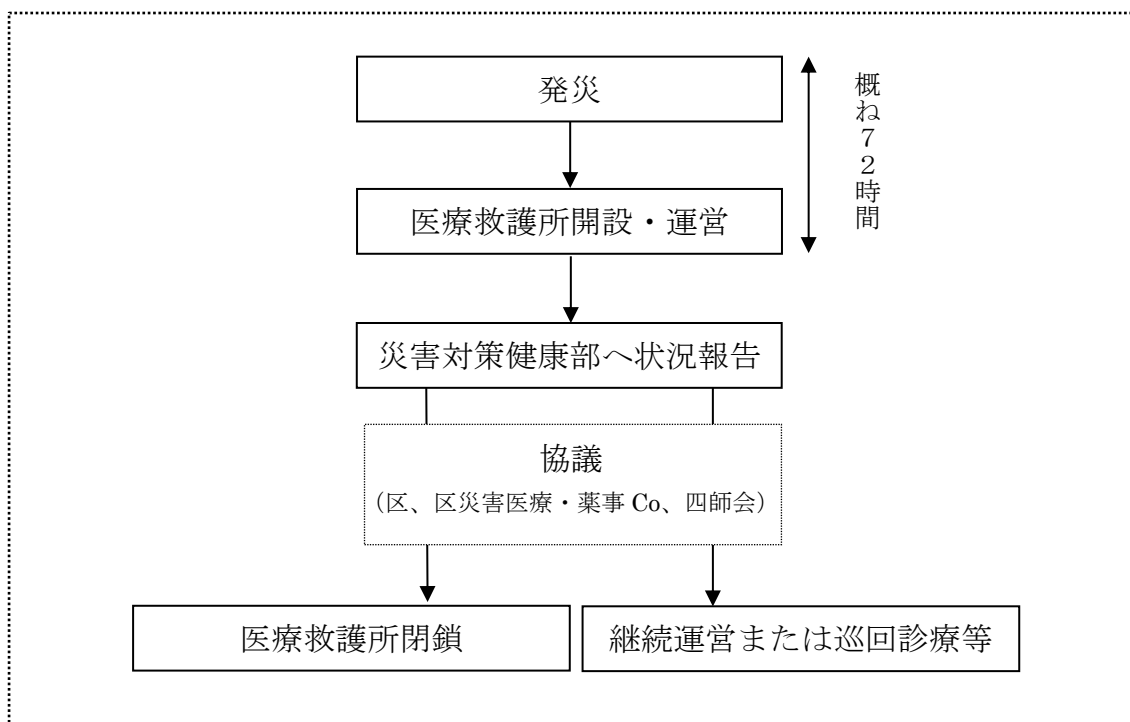 発災
概ね７２時間
医療救護所開設・運営
災害対策健康部へ状況報告
協議
（区、区災害医療・薬事 Co、四師会）
医療救護所閉鎖
継続運営または巡回診療等